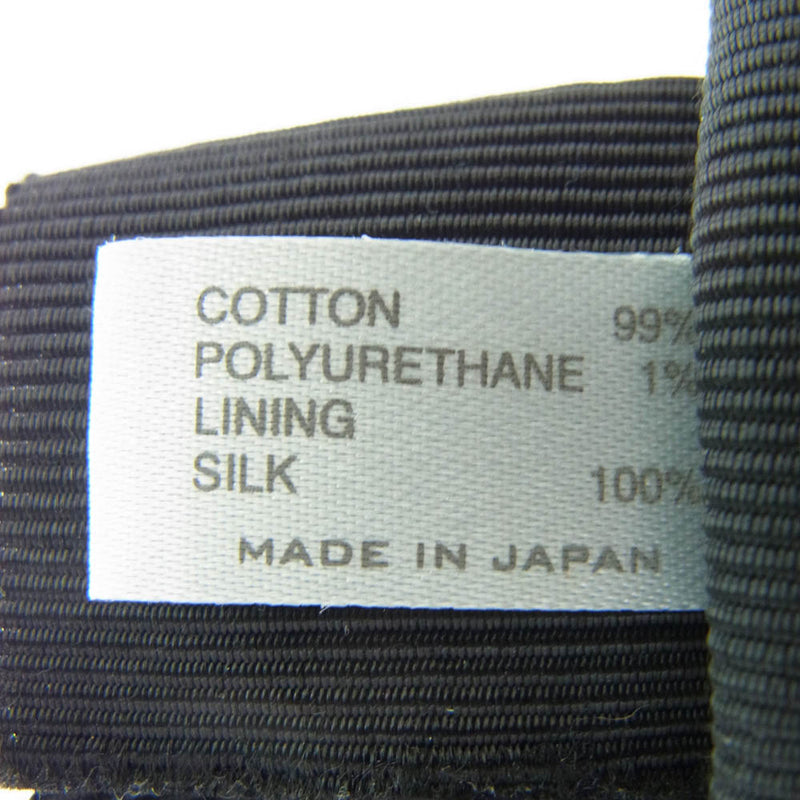 COTTON 99%
POLYURETHANE 1%
LINING
SILK 100%
MADE IN JAPAN